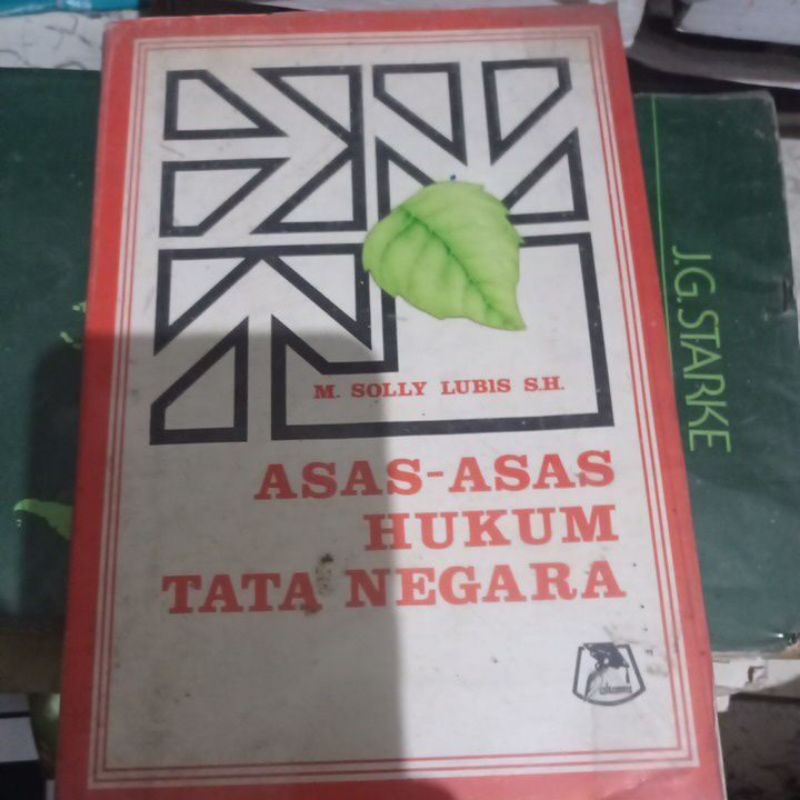 M. SOLLY LUBIS S.H.
ASAS-ASAS
HUKUM
TATA NEGARA
J.G. STARKE